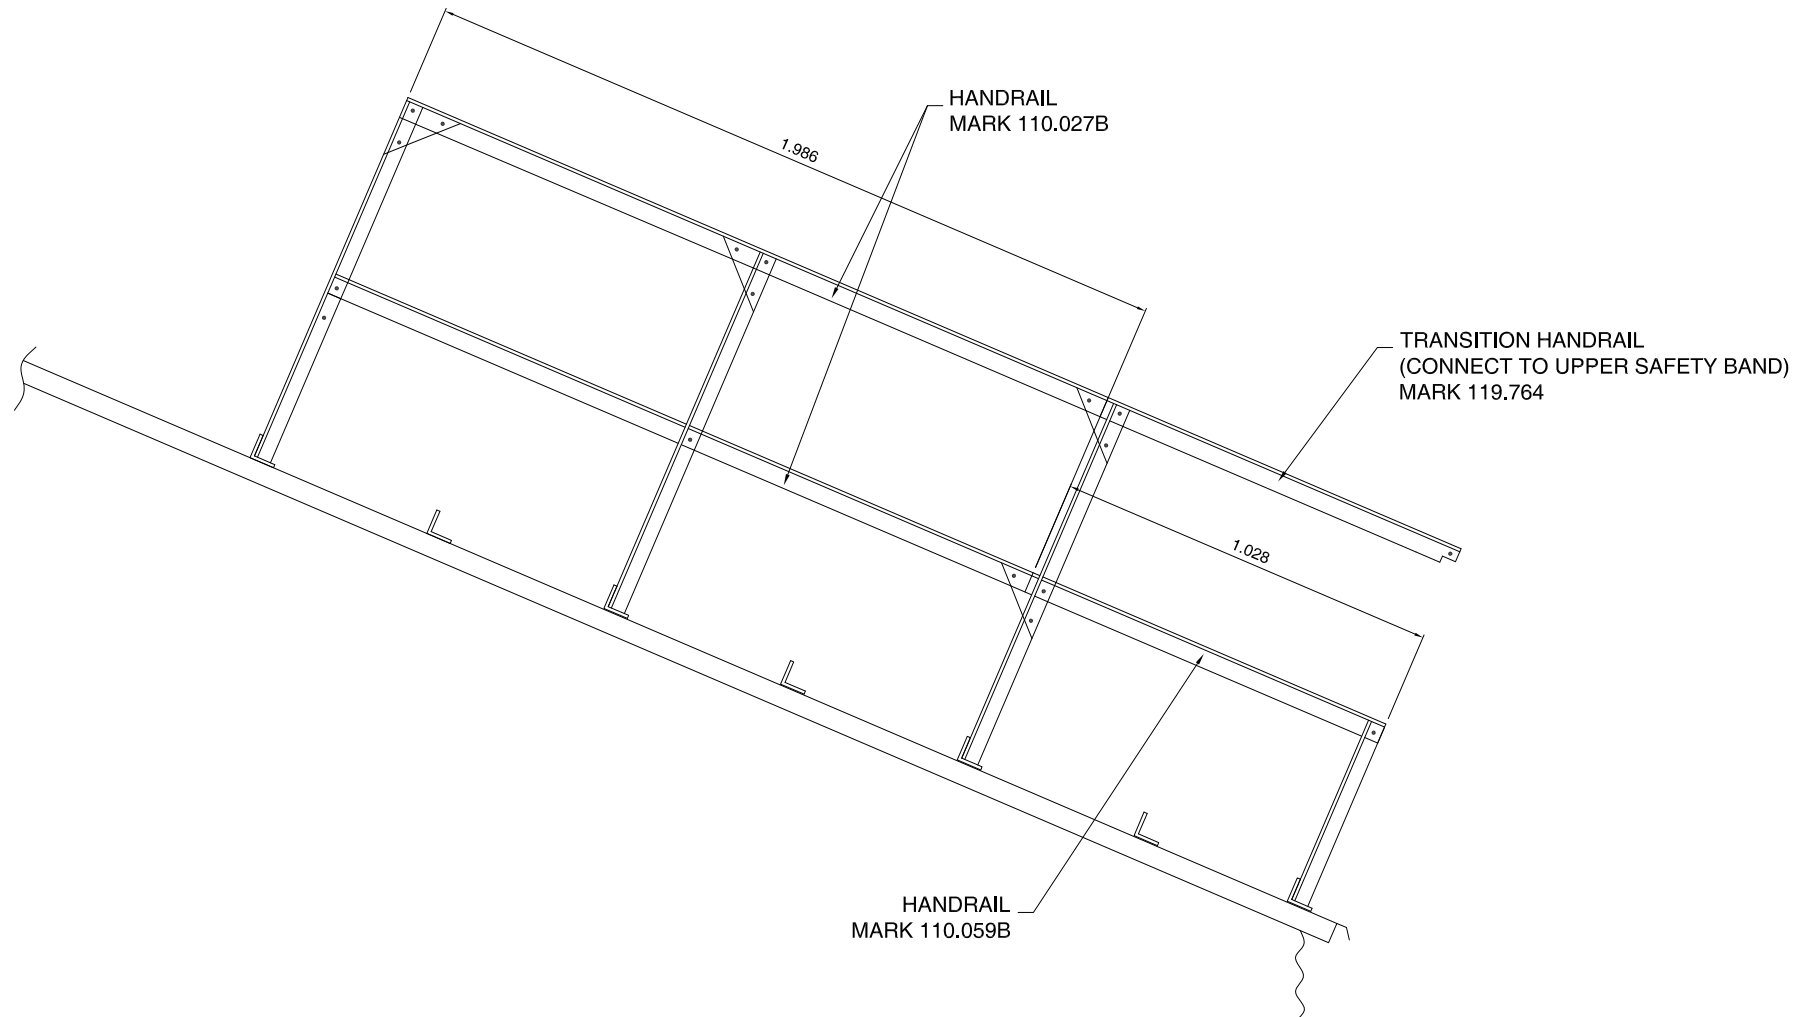 HANDRAIL
MARK 110.027B
1.986
TRANSITION HANDRAIL
(CONNECT TO UPPER SAFETY BAND)
MARK 119.764
1.028
HANDRAIL
MARK 110.059B